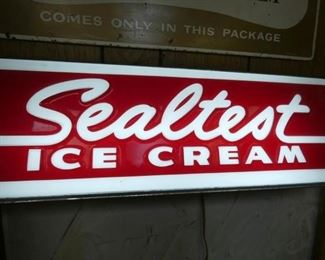 COMES ONLY IN THIS PACKAGE
Sealtest
ICE CREAM